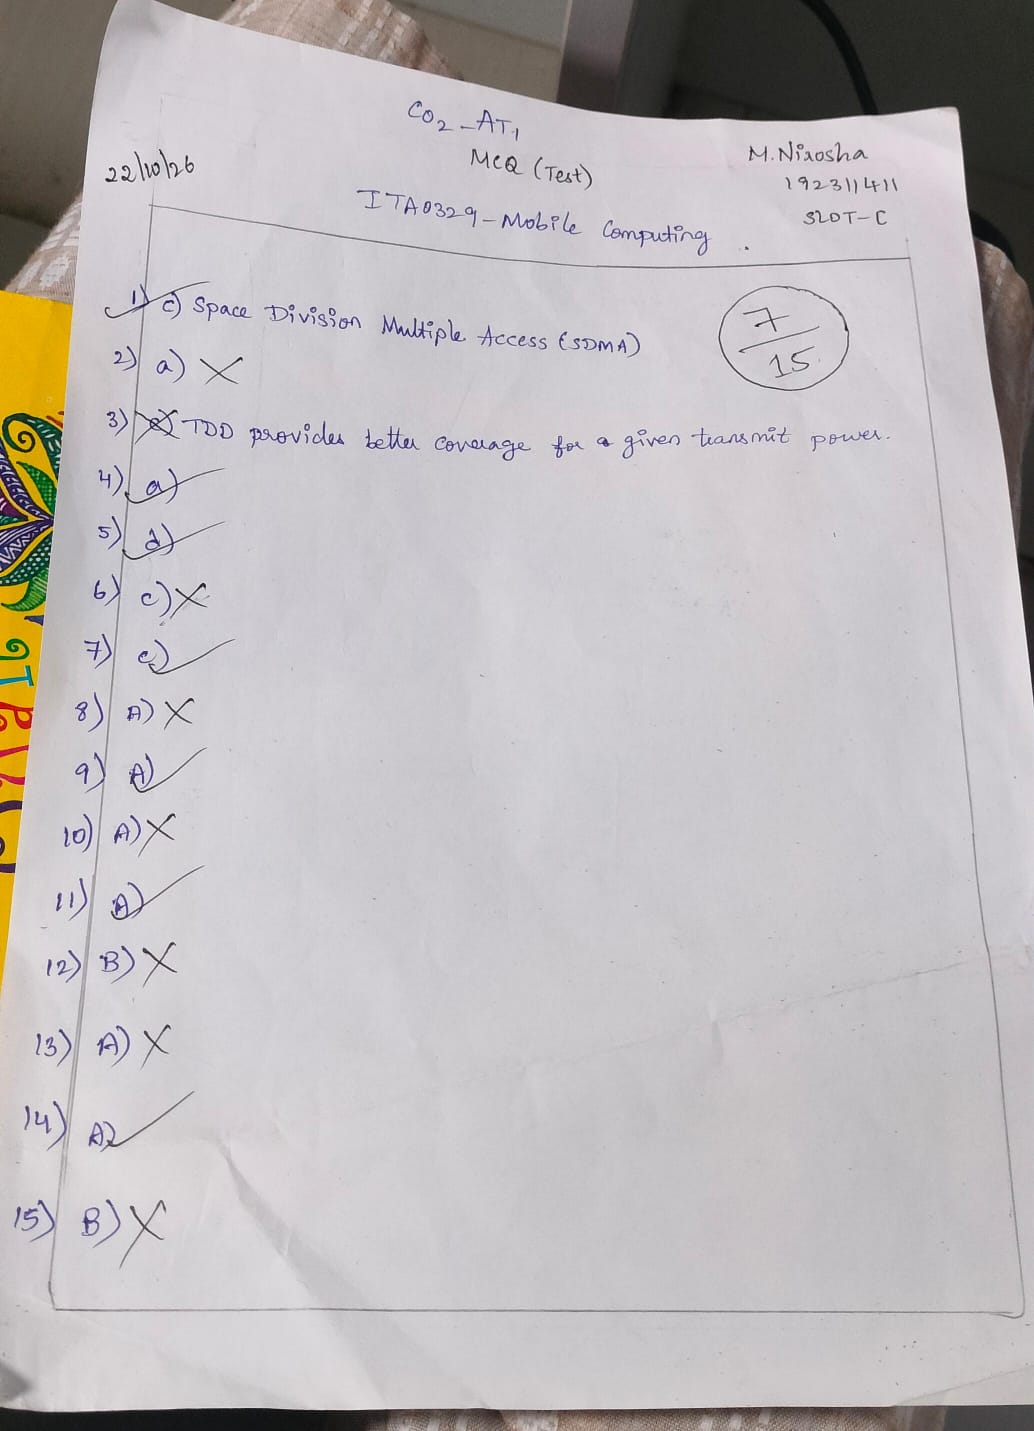 CO2-AT1
MCQ (Test)
22/10/26
M.Nirosha
192311411
SLOT-C
ITA0329-Mobile Computing.
7/15
1) c) Space Division Multiple Access (SDMA)
2) a)
3) TDD provides better coverage for a given transmit power.
4) a)
5) d)
6) c)
7) c)
8) A)
9) A)
10) A)
11) A)
12) B)
13) A)
14) A)
15) B)